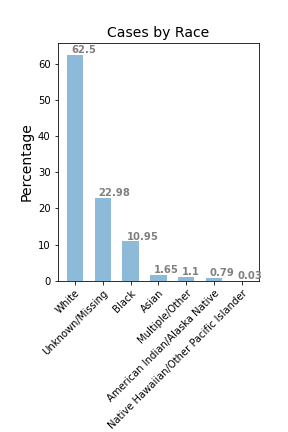 Cases by Race
Percentage
60
50
40
30
20
10
0
62.5
22.98
10.95
1.65
1.1
0.79
0.03
White
Unknown/Missing
Black
Asian
Multiple/Other
American Indian/Alaska Native
Native Hawaiian/Other Pacific Islander